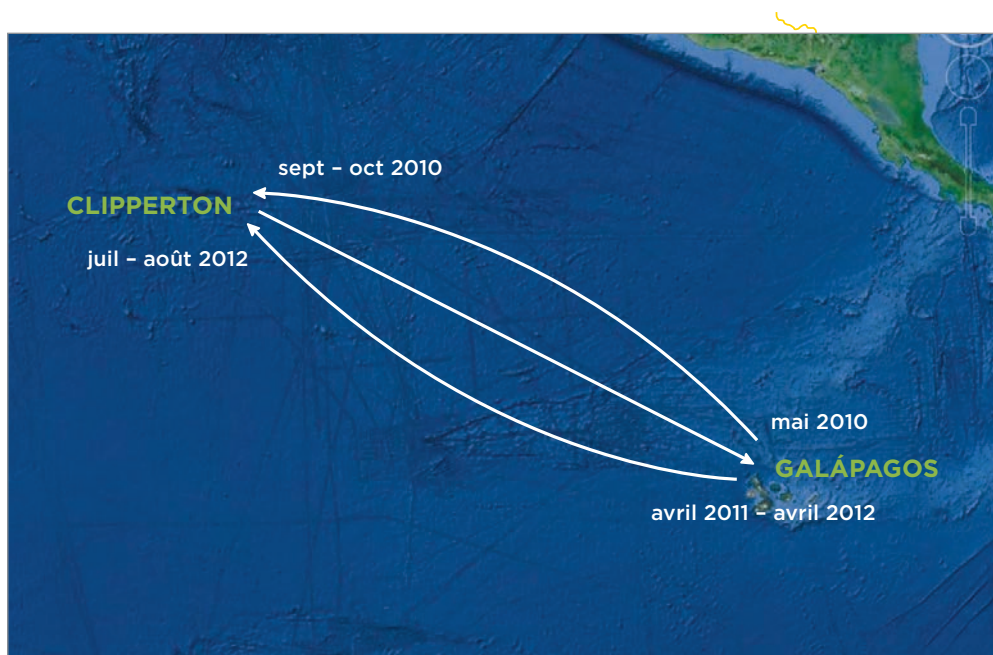 sept – oct 2010
CLIPPERTON
juil – août 2012
mai 2010
GALÁPAGOS
avril 2011 – avril 2012